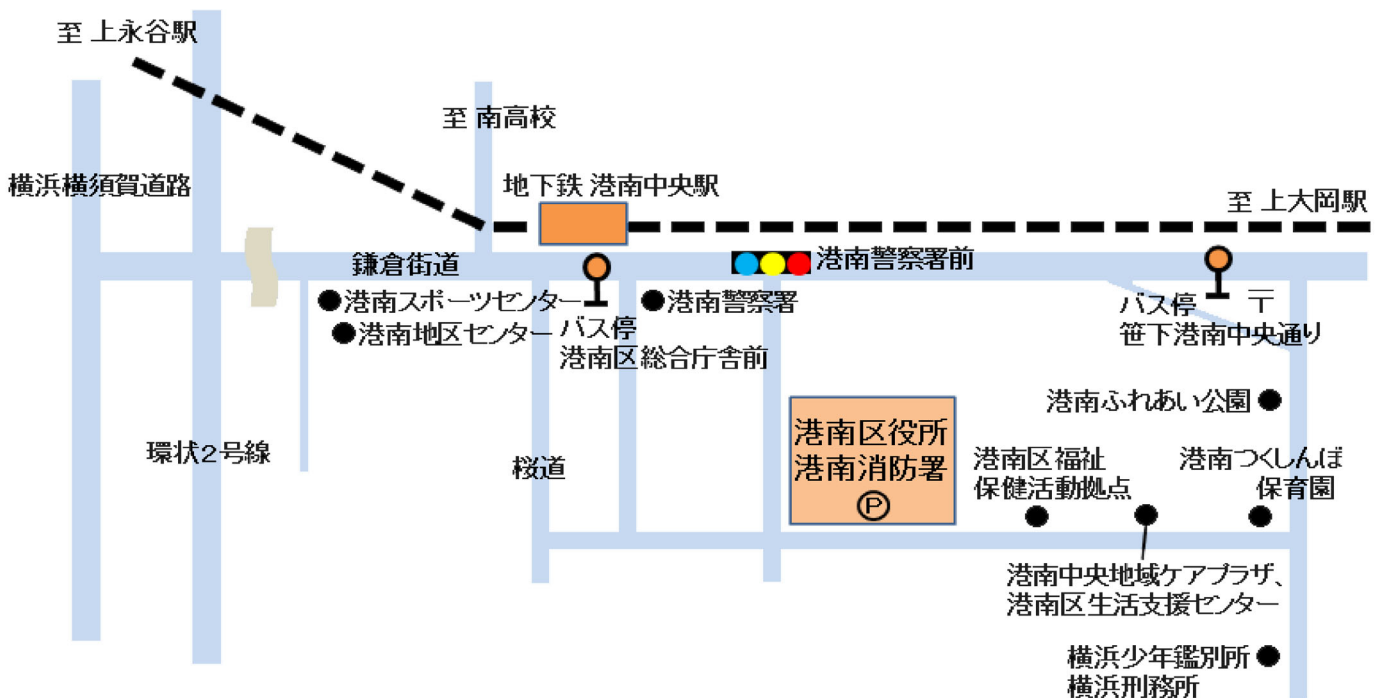 至 上永谷駅
至 南高校
横浜横須賀道路
地下鉄 港南中央駅
至 上大岡駅
鎌倉街道
港南警察署前
●港南スポーツセンター
●港南地区センター
バス停
港南区総合庁舎前
●港南警察署
バス停
笹下港南中央通り
〒
港南ふれあい公園●
環状2号線
桜道
港南区役所
港南消防署
Ⓟ
港南区福祉
保健活動拠点
港南つくしんぼ
保育園
港南中央地域ケアプラザ、
港南区生活支援センター
横浜少年鑑別所●
横浜刑務所